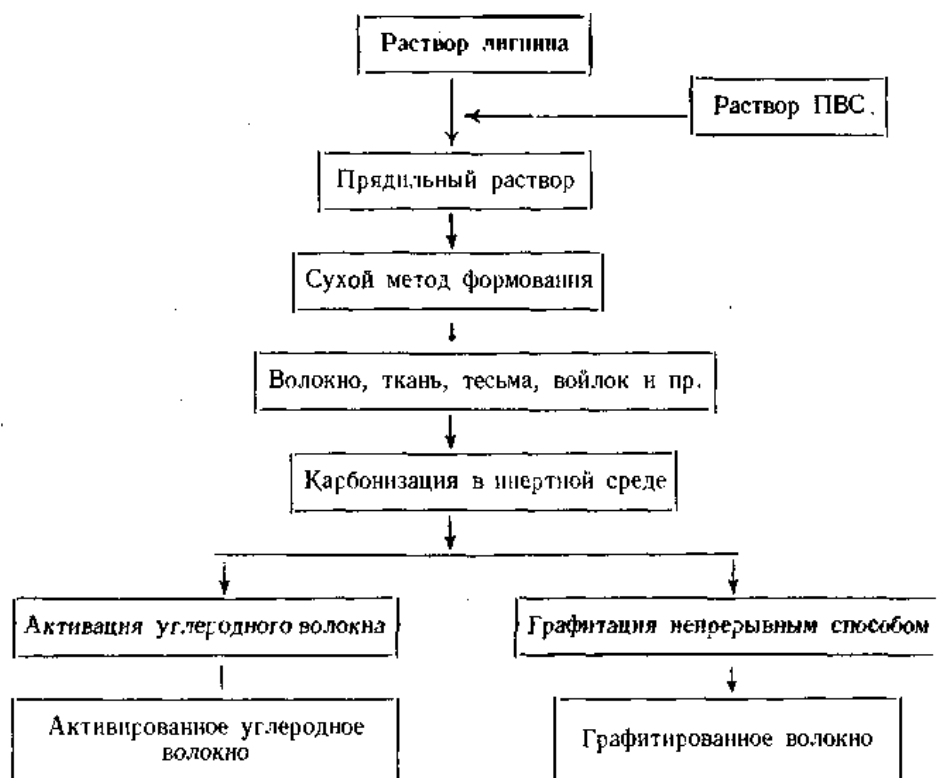 Раствор лигнина
Раствор ПВС.
Прядильный раствор
Сухой метод формования
Волокно, ткань, тесьма, войлок и пр.
Карбонизация в инертной среде
Активация углеродного волокна
Графитация непрерывным способом
Активированное углеродное
волокно
Графитированное волокно